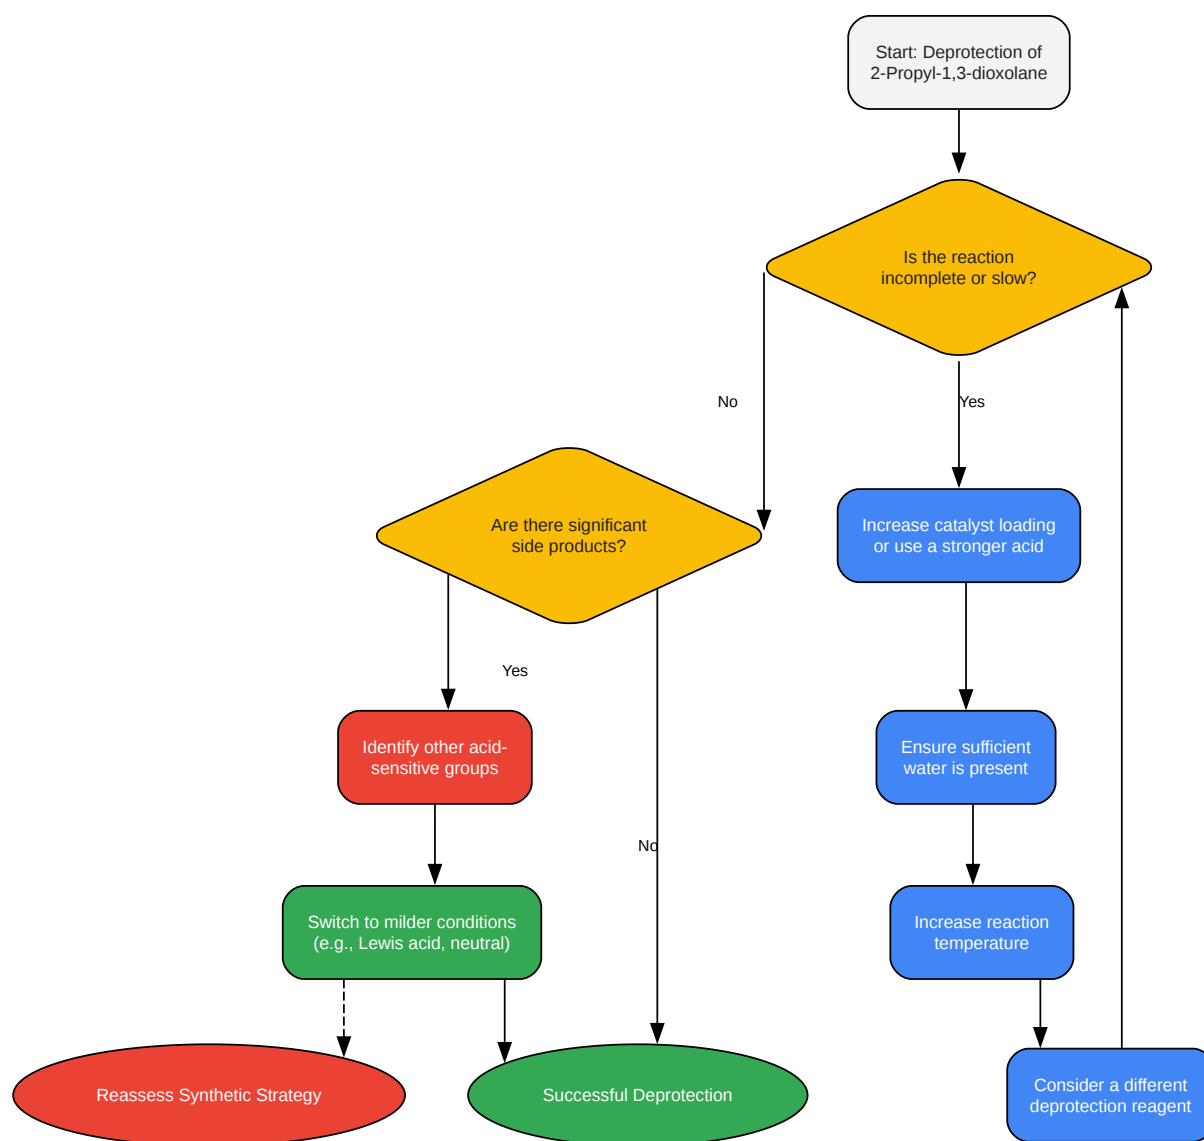 Start: Deprotection of
2-Propyl-1,3-dioxolane
Is the reaction
incomplete or slow?
No
Yes
Are there significant
side products?
Increase catalyst loading
or use a stronger acid
Yes
Identify other acid-
sensitive groups
Ensure sufficient
water is present
No
Switch to milder conditions
(e.g., Lewis acid, neutral)
Increase reaction
temperature
Reassess Synthetic Strategy
Successful Deprotection
Consider a different
deprotection reagent